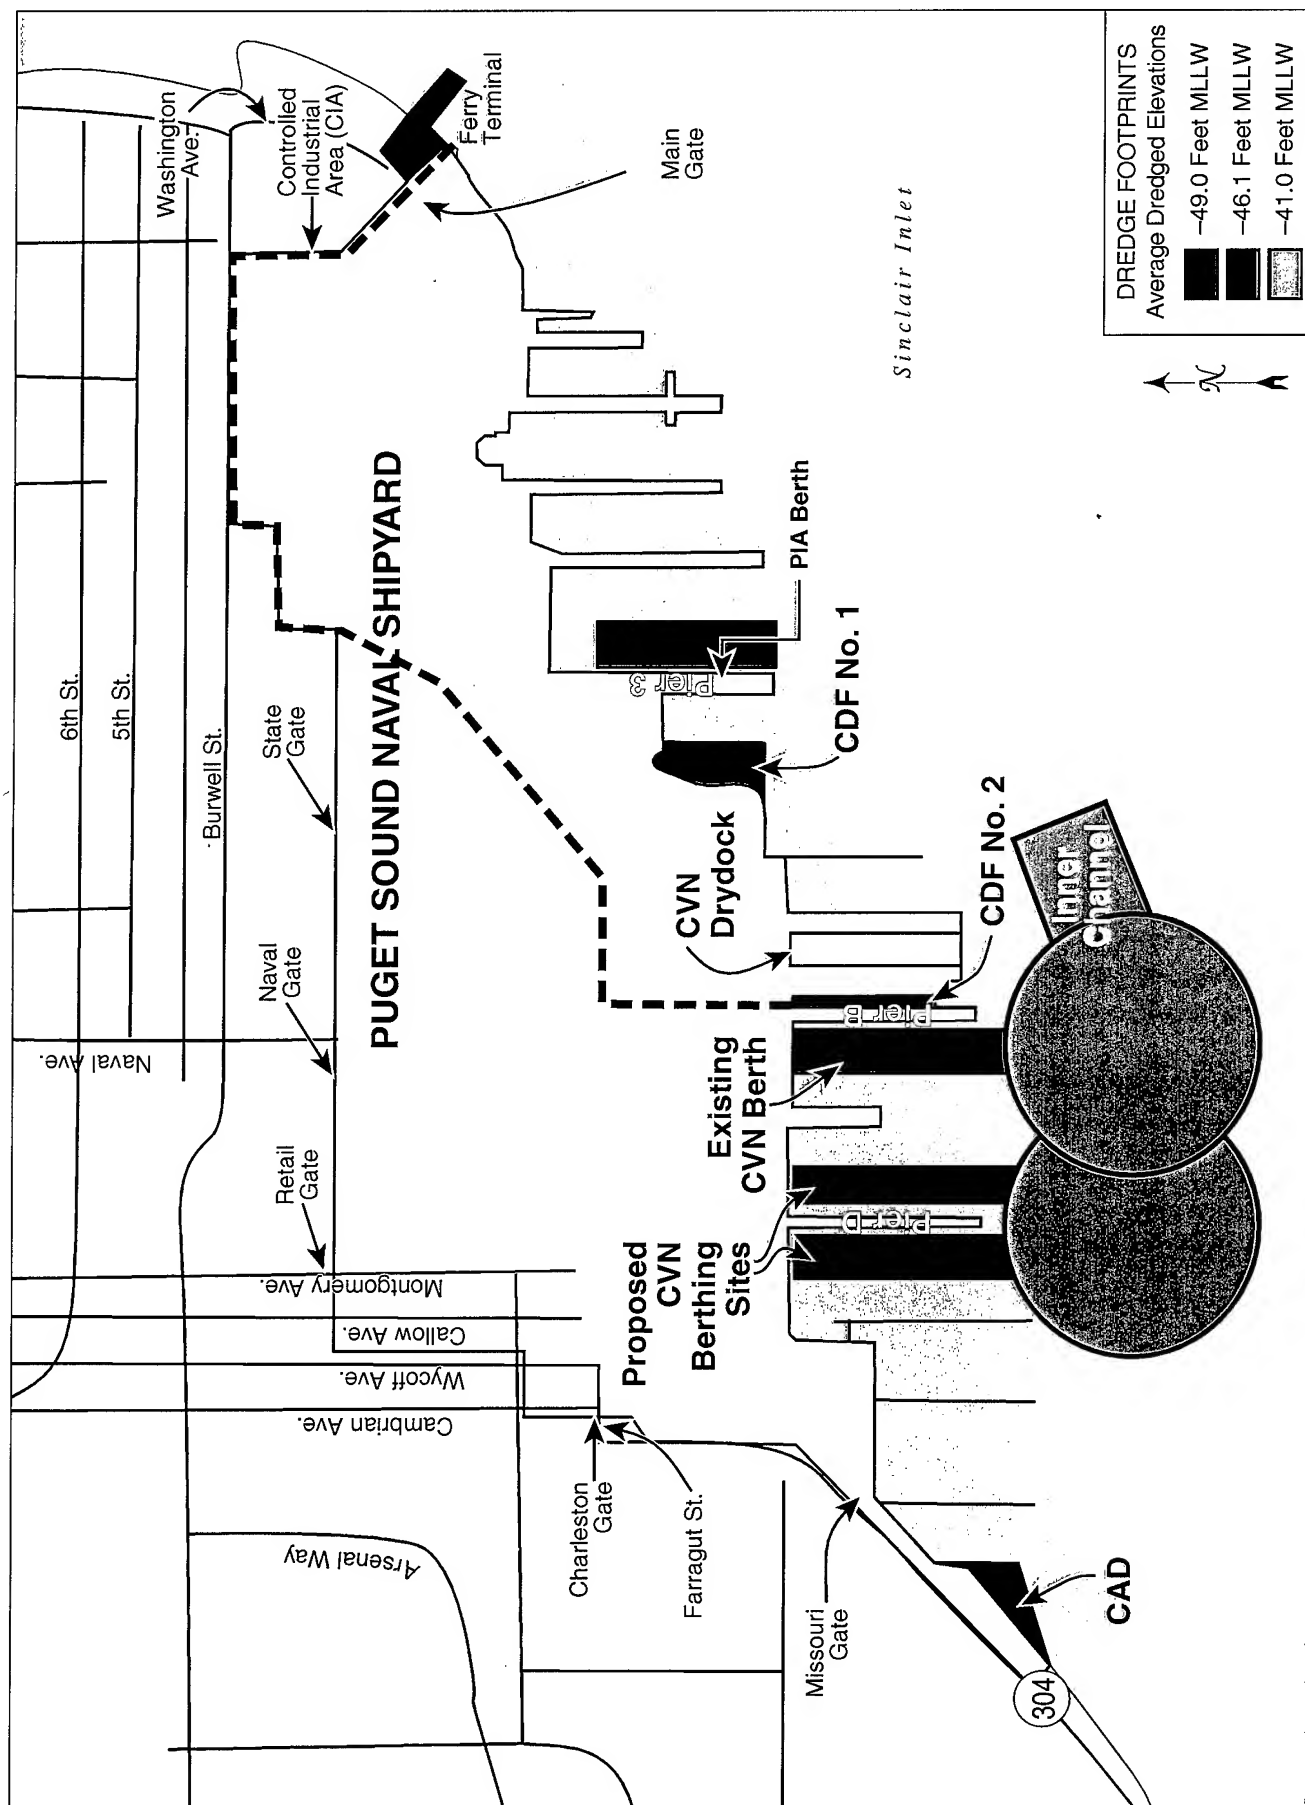 6th St.
5th St.
Washington
Ave.
Burwell St.
Naval Ave.
Controlled
Industrial
Area (CIA)
Ferry
Terminal
Main
Gate
State
Gate
Naval
Gate
Retail
Gate
Montgomery Ave.
Callow Ave.
Wycoff Ave.
Cambrian Ave.
Arsenal Way
PUGET SOUND NAVAL SHIPYARD
Charleston
Gate
Farragut St.
Missouri
Gate
304
CAD
Proposed
CVN
Berthing
Sites
Pier D
Existing
CVN Berth
Pier B
CVN
Drydock
CDF No. 2
CDF No. 1
Pier 3
PIA Berth
Inner
Channel
Sinclair Inlet
N
DREDGE FOOTPRINTS
Average Dredged Elevations
–49.0 Feet MLLW
–46.1 Feet MLLW
–41.0 Feet MLLW